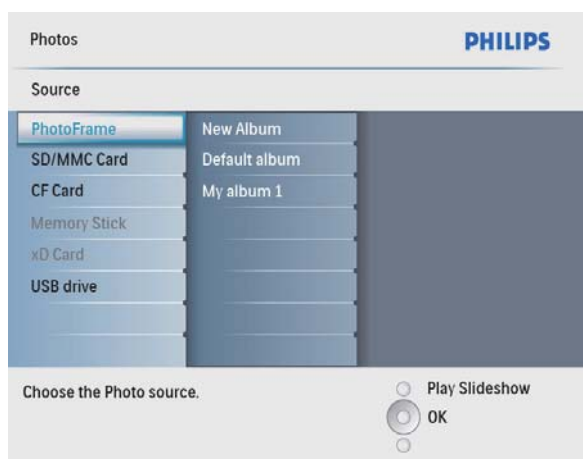 Photos
PHILIPS
Source
PhotoFrame
SD/MMC Card
CF Card
Memory Stick
xD Card
USB drive
New Album
Default album
My album 1
Choose the Photo source.
Play Slideshow
OK